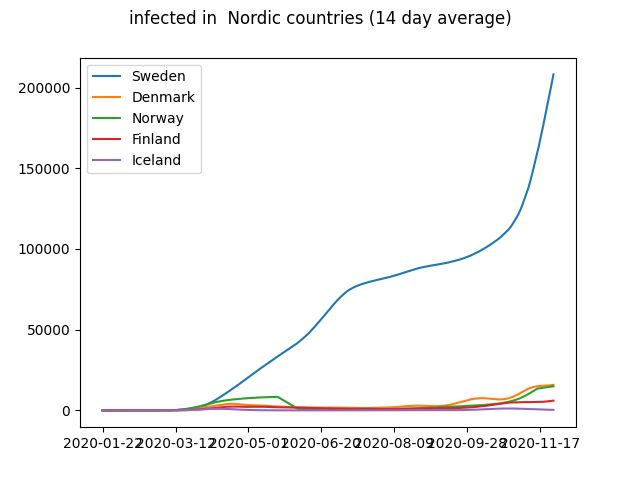 infected in  Nordic countries (14 day average)
Sweden
Denmark
Norway
Finland
Iceland
200000
150000
100000
50000
0
2020-01-22 2020-03-12 2020-05-01 2020-06-20 2020-08-09 2020-09-28 2020-11-17